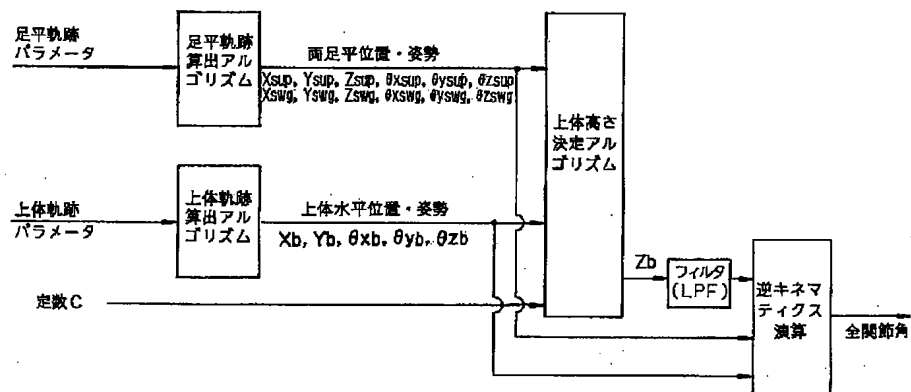 足平軌跡
パラメータ
足平軌跡
算出アル
ゴリズム
両足平位置・姿勢
Xsup, Ysup, Zsup, θxsup, θysup, θzsup
Xswg, Yswg, Zswg, θxswg, θyswg, θzswg
上体高さ
決定アル
ゴリズム
上体軌跡
パラメータ
上体軌跡
算出アル
ゴリズム
上体水平位置・姿勢
Xb, Yb, θxb, θyb, θzb
定数C
Zb
フィルタ
(LPF)
逆キネマ
ティクス
演算
全関節角